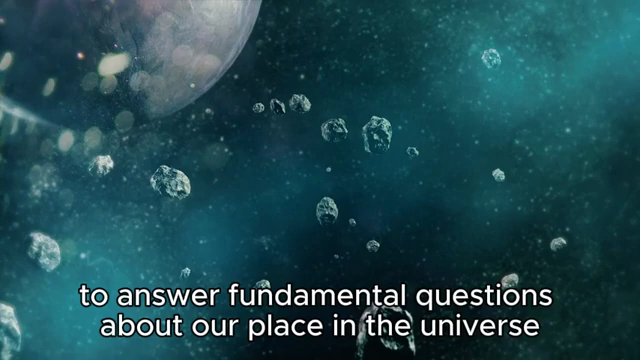 to answer fundamental questions
about our place in the universe